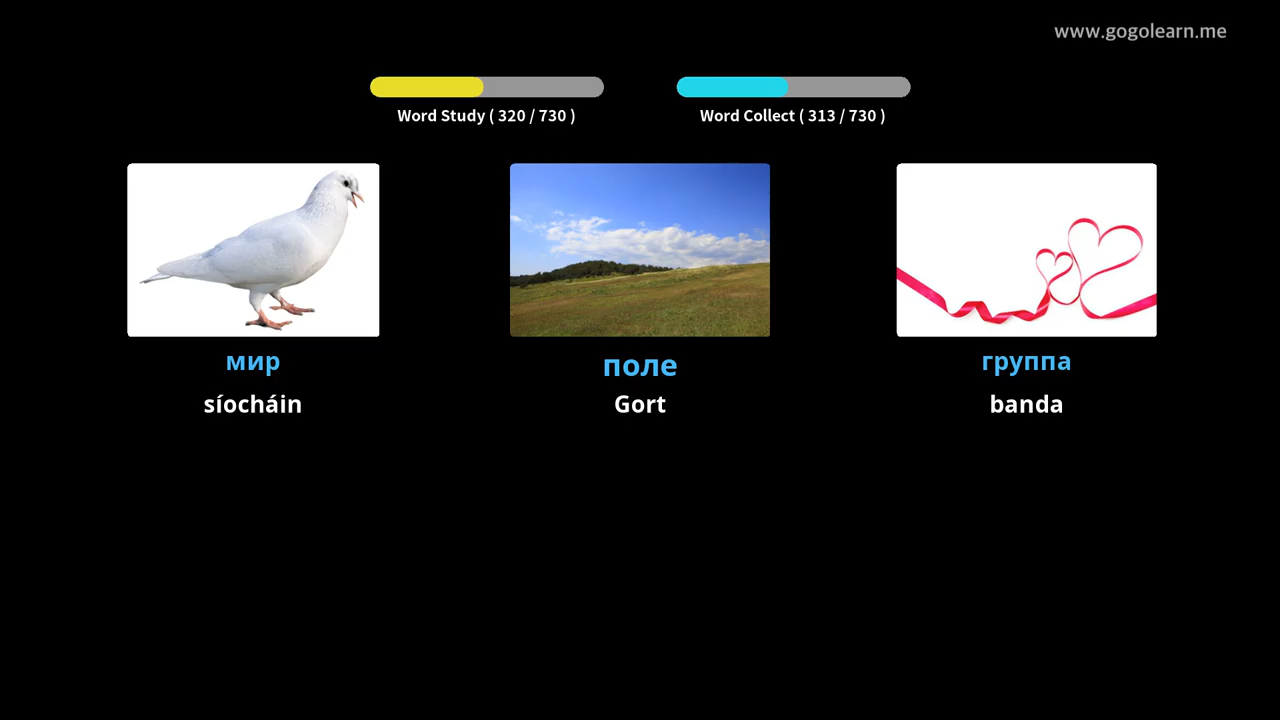 www.gogolearn.me
Word Study ( 320 / 730 )
Word Collect ( 313 / 730 )
мир
поле
группа
síocháin
Gort
banda